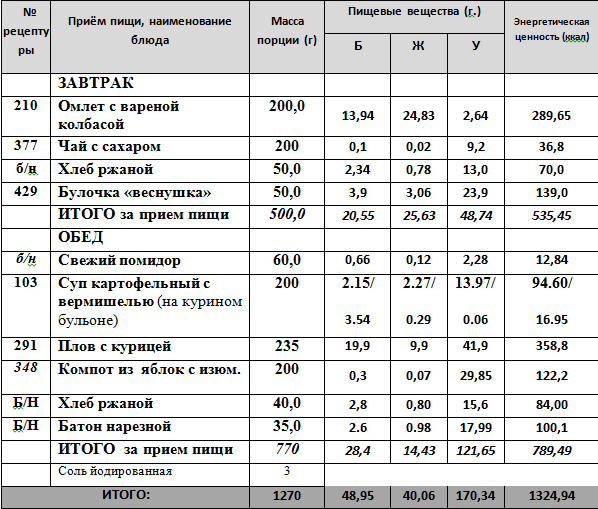 № рецептуры Приём пищи, наименование блюда Масса порции (г) Пищевые вещества (г.) Энергетическая ценность (ккал)
Б Ж У
ЗАВТРАК
210 Омлет с вареной колбасой 200,0 13,94 24,83 2,64 289,65
377 Чай с сахаром 200 0,1 0,02 9,2 36,8
б/н Хлеб ржаной 50,0 2,34 0,78 13,0 70,0
429 Булочка «веснушка» 50,0 3,9 3,06 23,9 139,0
ИТОГО за прием пищи 500,0 20,55 25,63 48,74 535,45
ОБЕД
б/н Свежий помидор 60,0 0,66 0,12 2,28 12,84
103 Суп картофельный с вермишелью (на курином бульоне) 200 2.15/ 2.27/ 13.97/ 94.60/
3.54 0.29 0.06 16.95
291 Плов с курицей 235 19,9 9,9 41,9 358,8
348 Компот из яблок с изюм. 200 0,3 0,07 29,85 122,2
Б/Н Хлеб ржаной 40,0 2,8 0,80 15,6 84,00
Б/Н Батон нарезной 35,0 2.6 0.98 17,99 100,1
ИТОГО за прием пищи 770 28,4 14,43 121,65 789,49
Соль йодированная 3
ИТОГО: 1270 48,95 40,06 170,34 1324,94